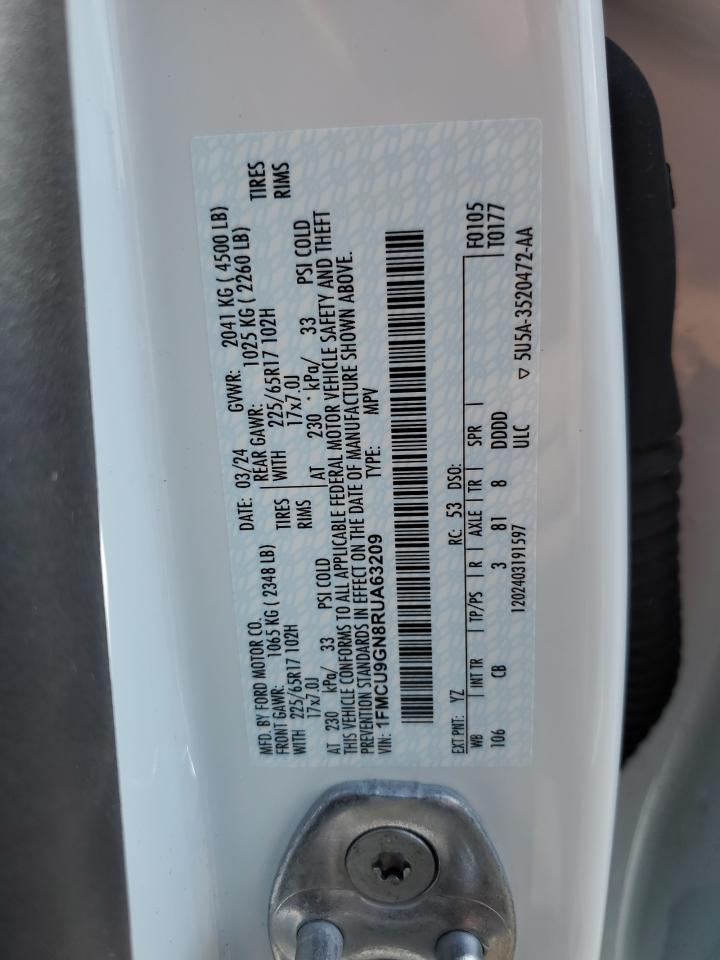 MFD. BY FORD MOTOR CO.
DATE: 03/24 GVWR: 2041 KG ( 4500 LB)
FRONT GAWR: 1065 KG ( 2348 LB) REAR GAWR: 1025 KG ( 2260 LB)
WITH 225/65R17 102H TIRES WITH 225/65R17 102H TIRES
17x7.0J RIMS 17x7.0J RIMS
AT 230 kPa/ 33 PSI COLD AT 230 kPa/ 33 PSI COLD
THIS VEHICLE CONFORMS TO ALL APPLICABLE FEDERAL MOTOR VEHICLE SAFETY AND THEFT
PREVENTION STANDARDS IN EFFECT ON THE DATE OF MANUFACTURE SHOWN ABOVE.
VIN: 1FMCU9GN8RUA63209 TYPE: MPV
EXT PNT: YZ RC: 53 DSO: F0105
WB INT TR TP/PS R AXLE TR SPR T0177
106 CB 3 81 8 DDDD
1202403191597 ULC ▽ 5U5A-3520472-AA